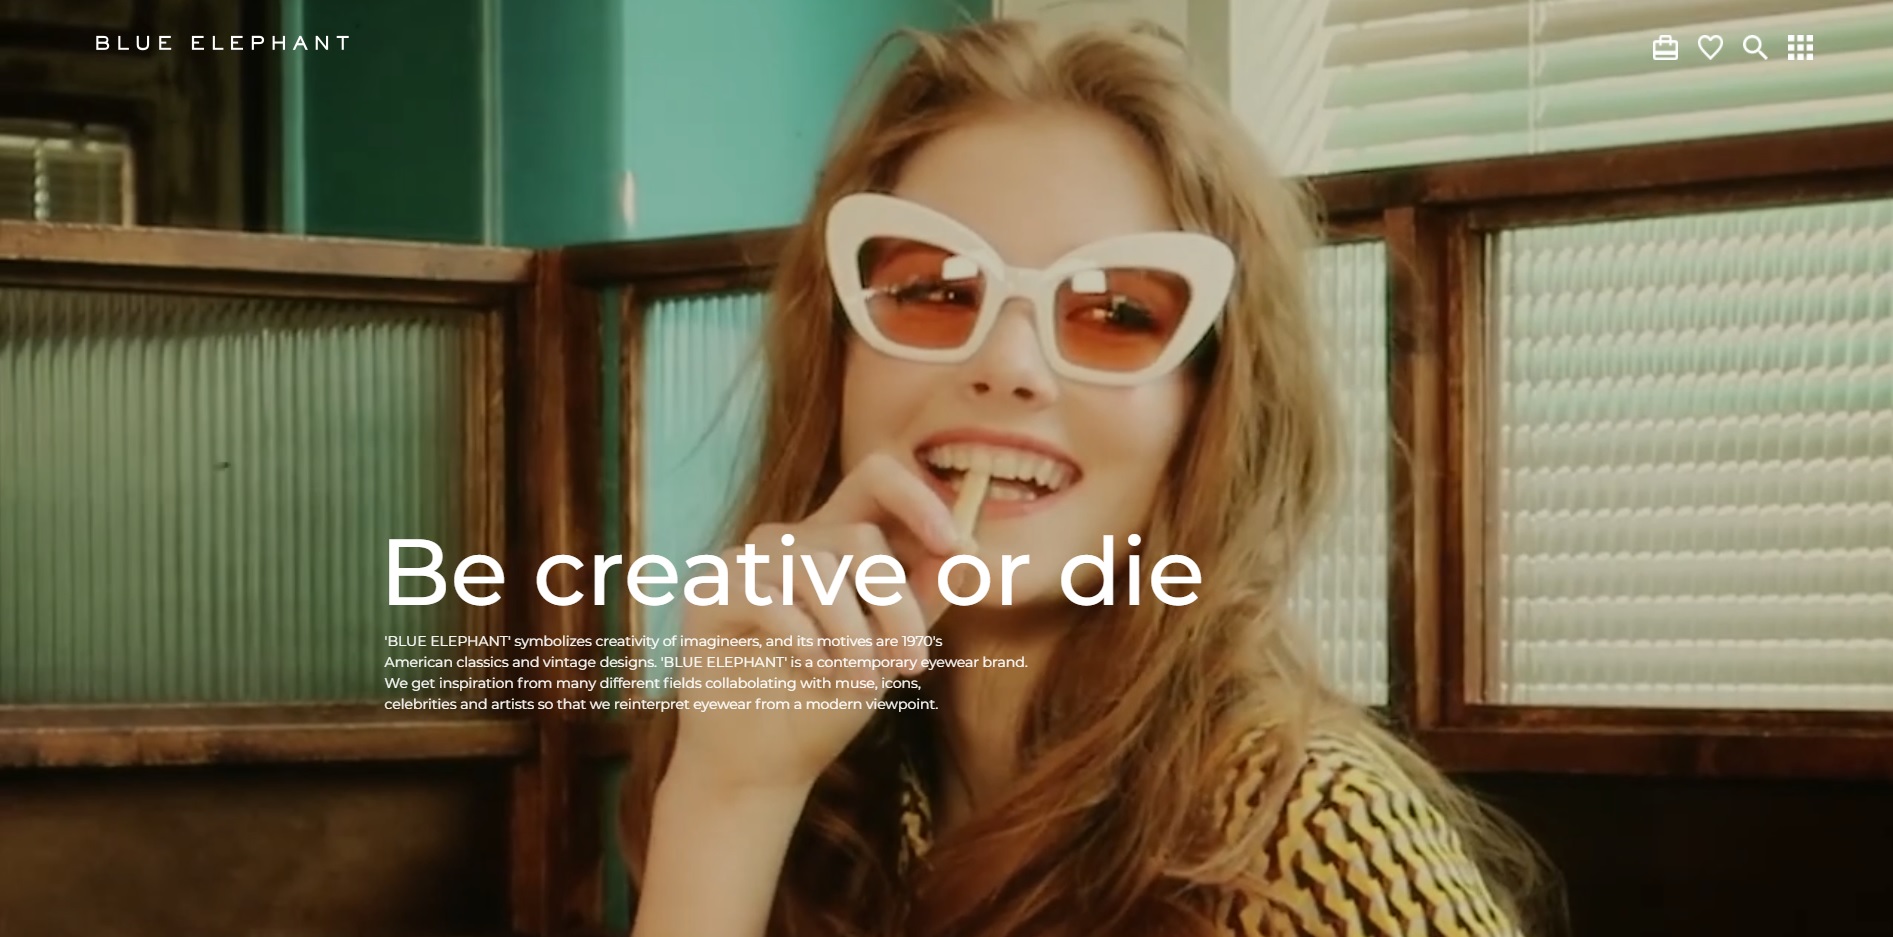 BLUE ELEPHANT
Be creative or die
'BLUE ELEPHANT' symbolizes creativity of imagineers, and its motives are 1970's
American classics and vintage designs. 'BLUE ELEPHANT' is a contemporary eyewear brand.
We get inspiration from many different fields collabolating with muse, icons,
celebrities and artists so that we reinterpret eyewear from a modern viewpoint.